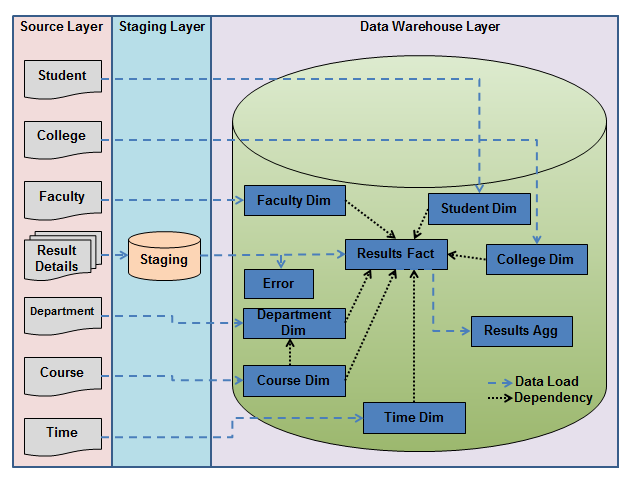 Source Layer
Staging Layer
Data Warehouse Layer
Student
College
Faculty
Result
Details
Department
Course
Time
Staging
Faculty Dim
Student Dim
Results Fact
College Dim
Error
Department
Dim
Results Agg
Course Dim
Time Dim
Data Load
Dependency